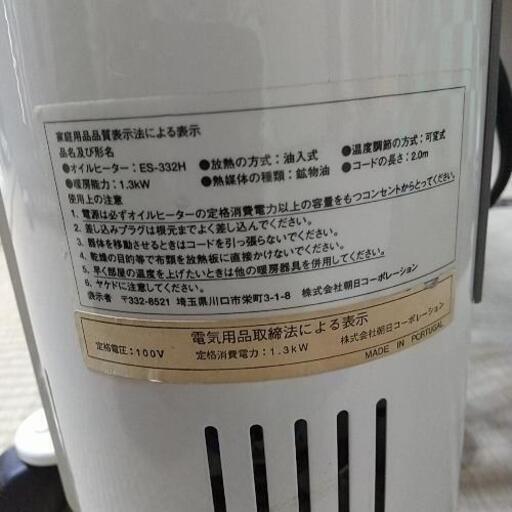 家庭用品品質表示法による表示
品名及び形名
●オイルヒーター：ES-332H ●放熱の方式：油入式 ●温度調節の方式：可変式
●暖房能力：1.3kW ●熱媒体の種類：鉱物油 ●コードの長さ：2.0m
使用上の注意
1. 電源は必ずオイルヒーターの定格消費電力以上の容量をもつコンセントからとってください。
2. 差し込みプラグは根元までよく差し込んでください。
3. 器体を移動させるときはコードを引っ張らないでください。
4. 乾燥の目的等で布類を放熱板に直接かけないでください。
5. 早く部屋の温度を上げたいときは他の暖房器具を併用してください。
6. ヤケドに注意してください。
表示者 〒332-8521 埼玉県川口市栄町3-1-8 株式会社朝日コーポレーション
電気用品取締法による表示
定格電圧：100V 定格消費電力：1.3kW 株式会社朝日コーポレーション
MADE IN PORTUGAL